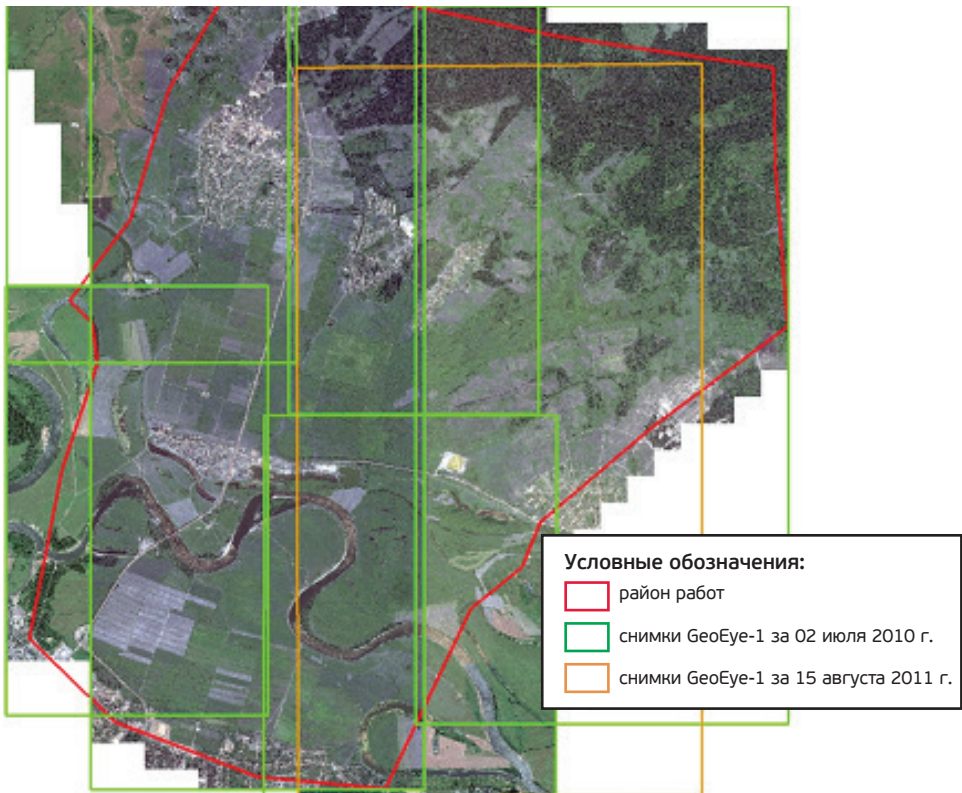 Условные обозначения:
район работ
снимки GeoEye-1 за 02 июля 2010 г.
снимки GeoEye-1 за 15 августа 2011 г.